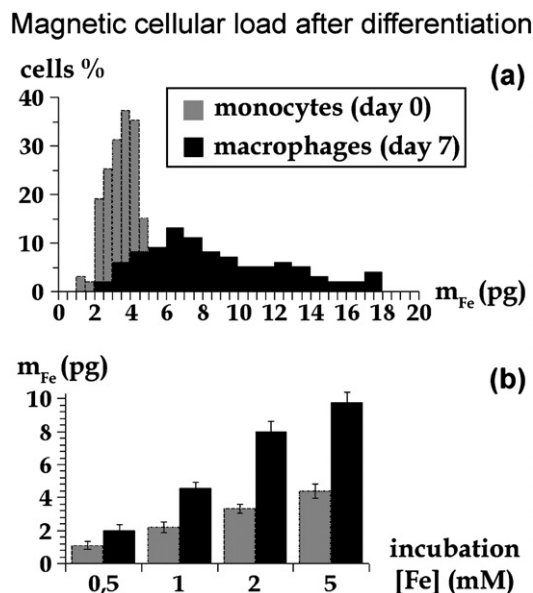 Magnetic cellular load after differentiation
cells %
(a)
40
30
20
10
0
monocytes (day 0)
macrophages (day 7)
0 2 4 6 8 10 12 14 16 18 20
m_Fe (pg)
m_Fe (pg)
(b)
10
8
6
4
2
0
0,5 1 2 5
incubation
[Fe] (mM)